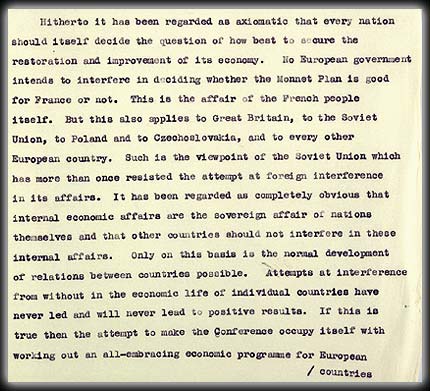 Hitherto it has been regarded as axiomatic that every nation
should itself decide the question of how best to secure the
restoration and improvement of its economy. No European government
intends to interfere in deciding whether the Monnet Plan is good
for France or not. This is the affair of the French people
itself. But this also applies to Great Britain, to the Soviet
Union, to Poland and to Czechoslovakia, and to every other
European country. Such is the viewpoint of the Soviet Union which
has more than once resisted the attempt at foreign interference
in its affairs. It has been regarded as completely obvious that
internal economic affairs are the sovereign affair of nations
themselves and that other countries should not interfere in these
internal affairs. Only on this basis is the normal development
of relations between countries possible. Attempts at interference
from without in the economic life of individual countries have
never led and will never lead to positive results. If this is
true then the attempt to make the Conference occupy itself with
working out an all-embracing economic programme for European
/ countries